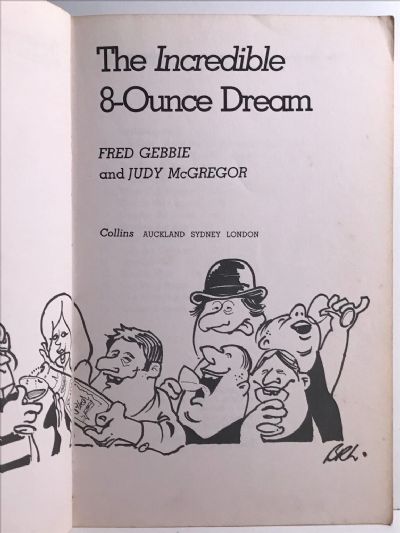 The Incredible
8-Ounce Dream
FRED GEBBIE
and JUDY McGREGOR
Collins AUCKLAND SYDNEY LONDON